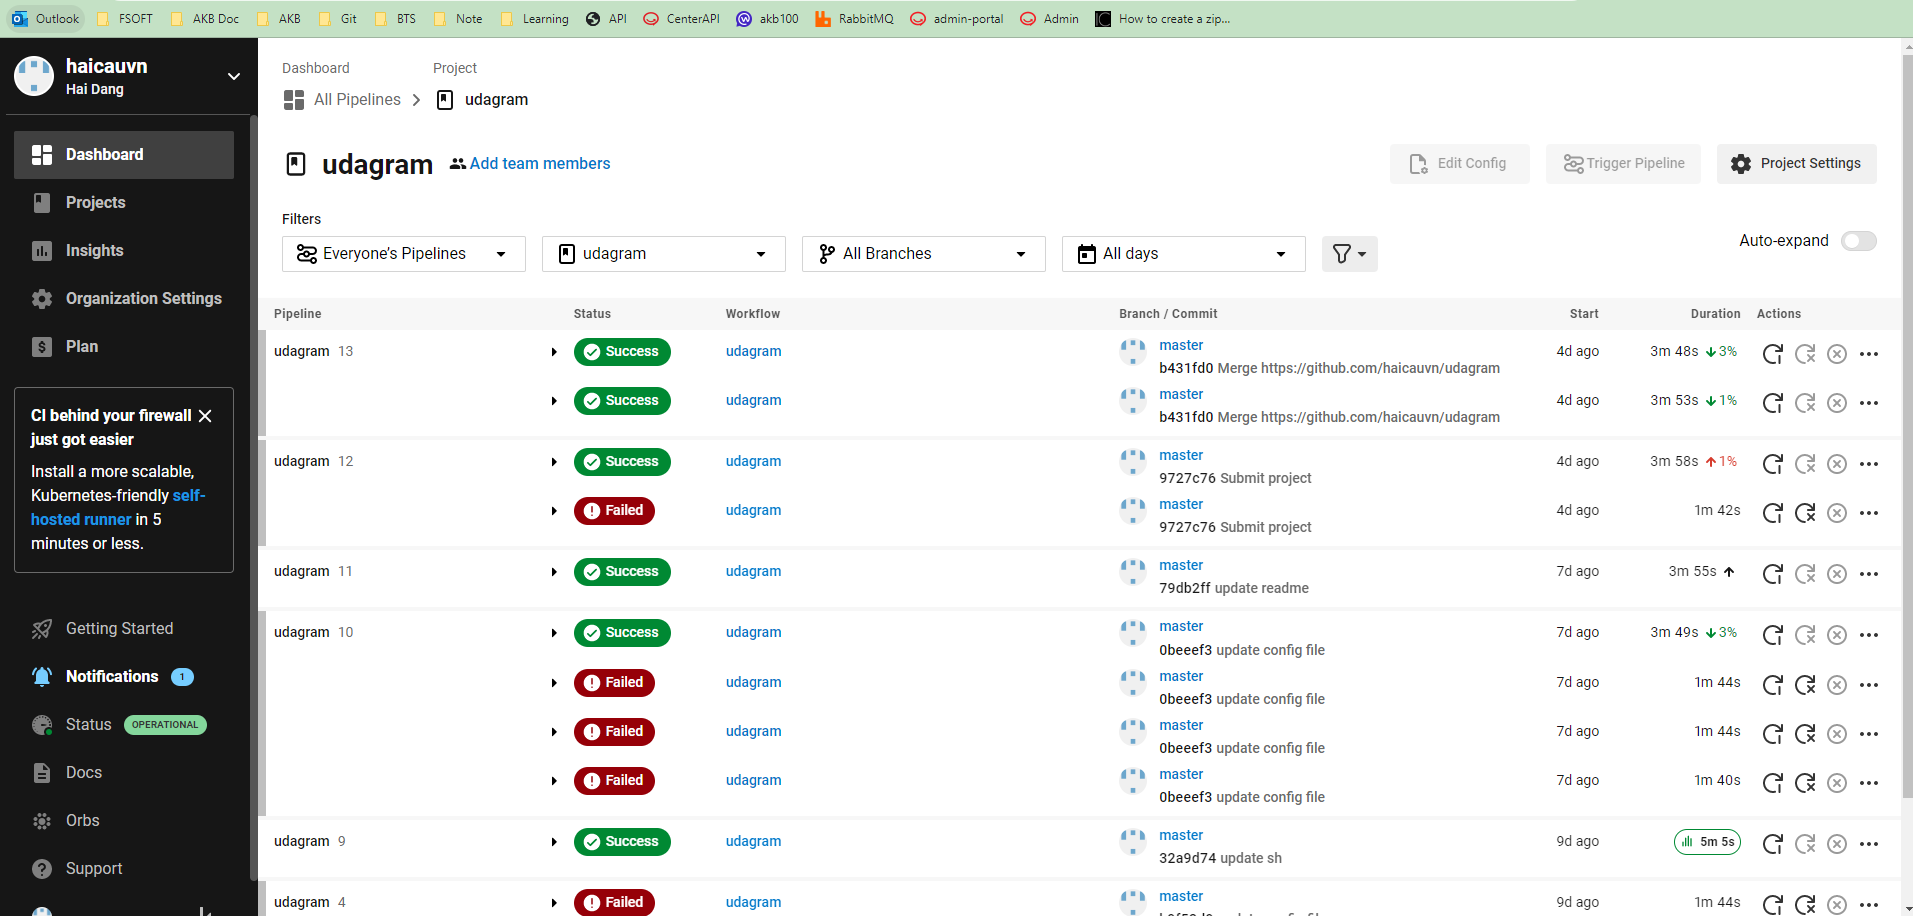 Outlook FSOFT AKB Doc AKB Git BTS Note Learning API CenterAPI akb100 RabbitMQ admin-portal Admin How to create a zip...
haicauvn
Hai Dang
Dashboard
Projects
Insights
Organization Settings
Plan
CI behind your firewall
just got easier
Install a more scalable,
Kubernetes-friendly self-
hosted runner in 5
minutes or less.
Getting Started
Notifications 1
Status OPERATIONAL
Docs
Orbs
Support
Dashboard Project
All Pipelines udagram
udagram Add team members
Edit Config Trigger Pipeline Project Settings
Filters
Everyone's Pipelines udagram All Branches All days
Auto-expand
Pipeline Status Workflow Branch / Commit Start Duration Actions
udagram 13 Success udagram master 4d ago 3m 48s 3%
b431fd0 Merge https://github.com/haicauvn/udagram
Success udagram master 4d ago 3m 53s 1%
b431fd0 Merge https://github.com/haicauvn/udagram
udagram 12 Success udagram master 4d ago 3m 58s 1%
9727c76 Submit project
Failed udagram master 4d ago 1m 42s
9727c76 Submit project
udagram 11 Success udagram master 7d ago 3m 55s
79db2ff update readme
udagram 10 Success udagram master 7d ago 3m 49s 3%
0beeef3 update config file
Failed udagram master 7d ago 1m 44s
0beeef3 update config file
Failed udagram master 7d ago 1m 44s
0beeef3 update config file
Failed udagram master 7d ago 1m 40s
0beeef3 update config file
udagram 9 Success udagram master 9d ago 5m 5s
32a9d74 update sh
udagram 4 Failed udagram master 9d ago 1m 44s